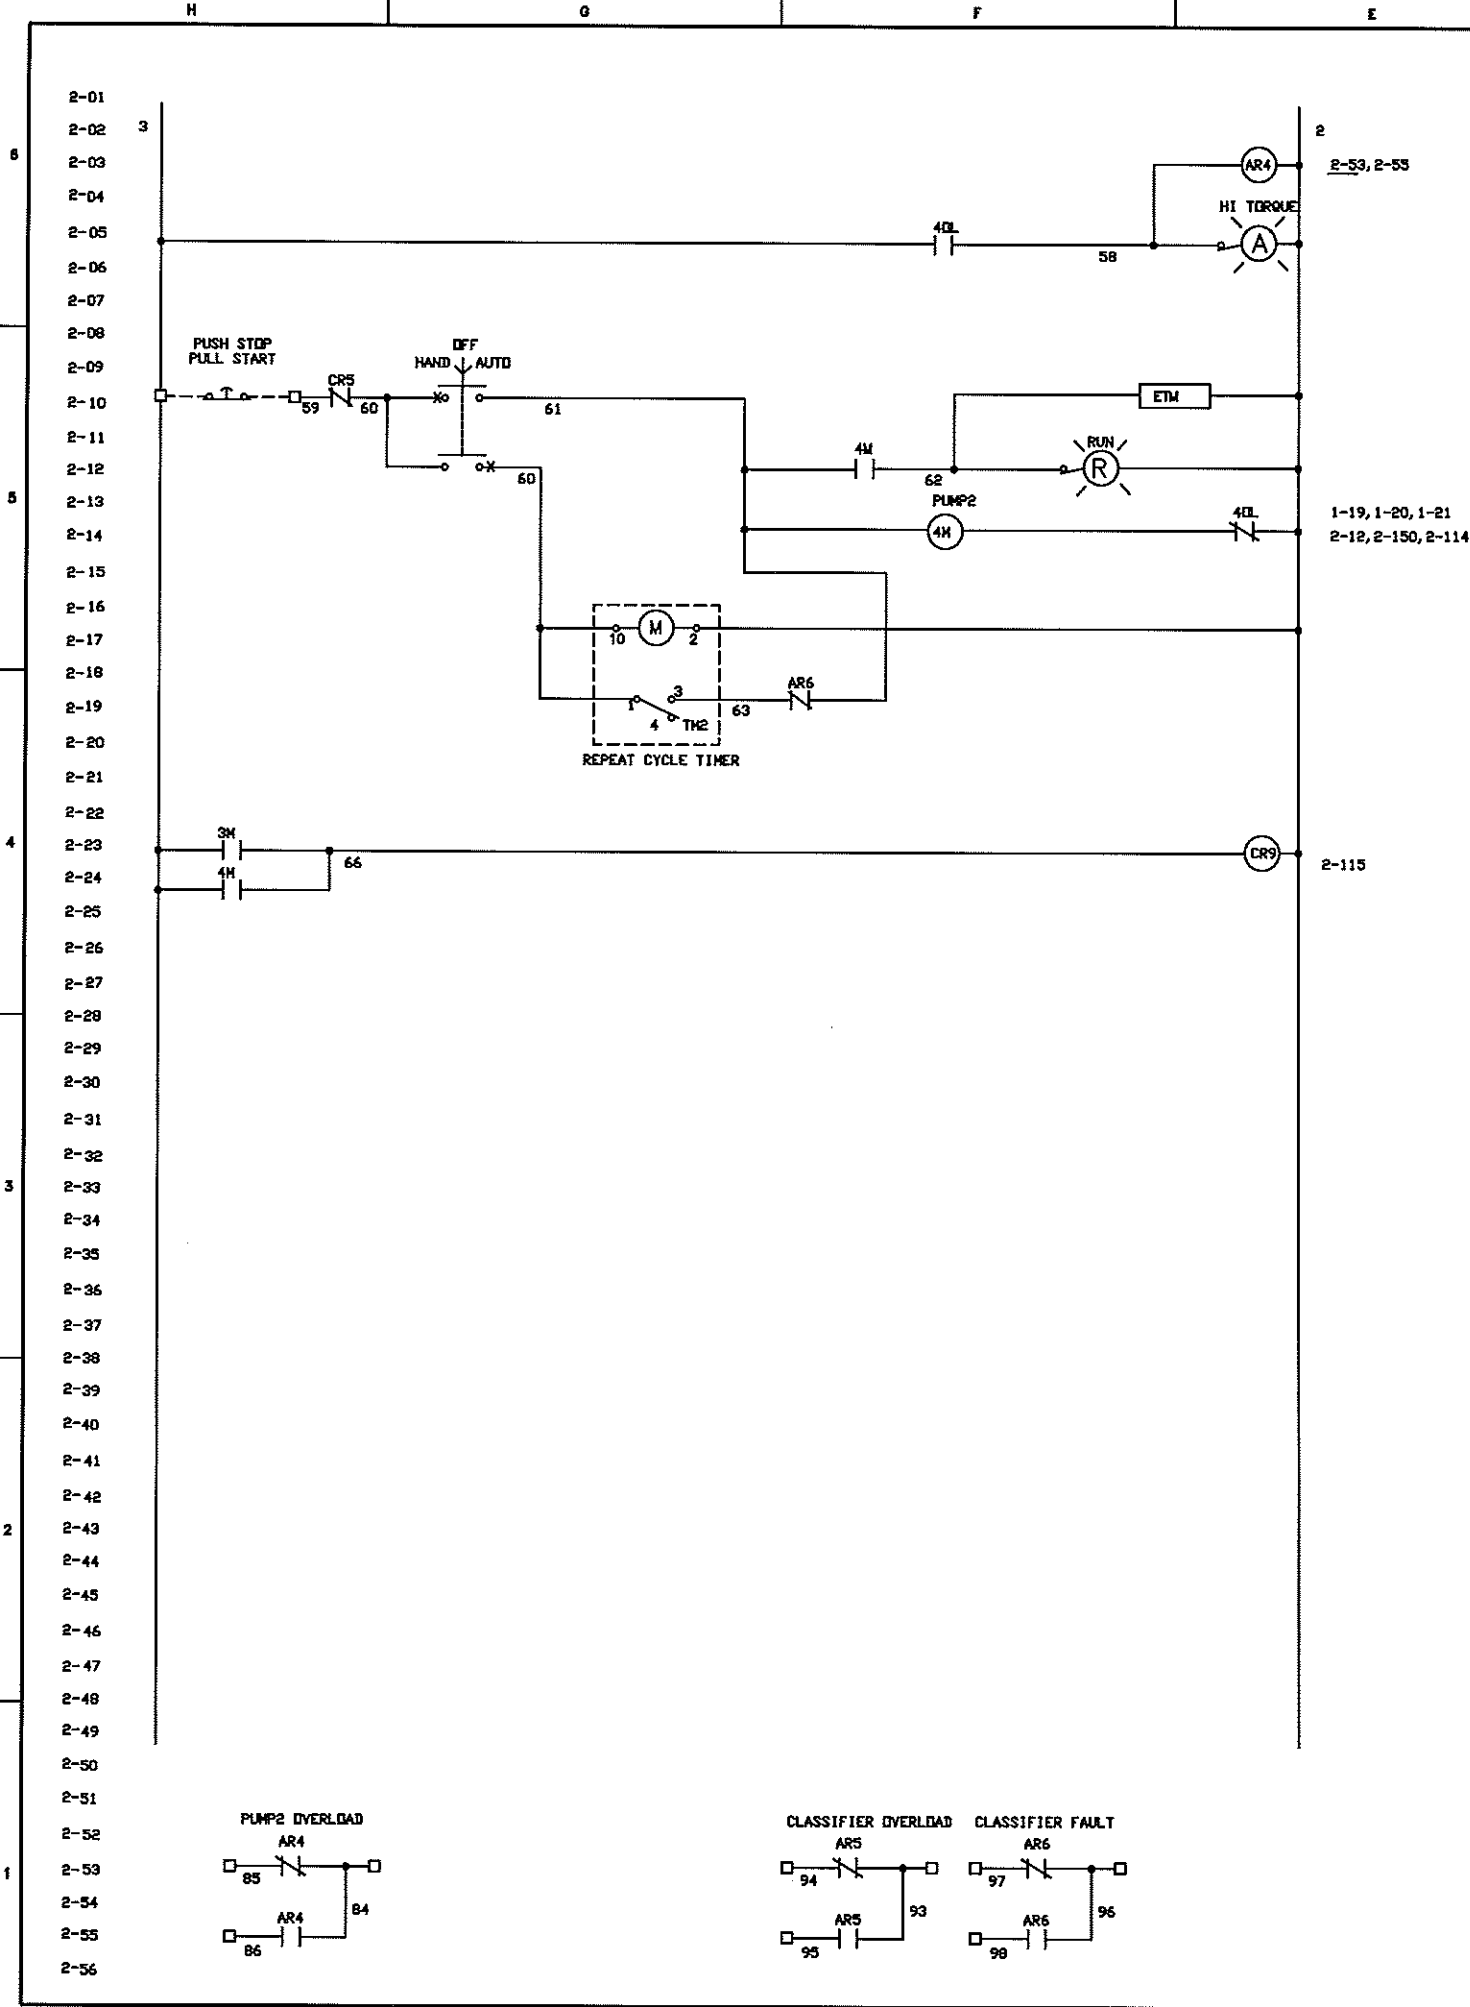 H G F E
2-01
2-02 3 2
6
2-03 AR4 2-53, 2-55
2-04
HI TORQUE
2-05 4OL A
58
2-06
2-07
2-08
PUSH STOP OFF
PULL START HAND AUTO
2-09
CR5
2-10 59 60 61 ETM
2-11
4M RUN
2-12 60 62 R
5
2-13 PUMP2 4OL 1-19, 1-20, 1-21
2-14 4M 2-12, 2-150, 2-114
2-15
2-16
M
2-17 10 2
2-18
3 AR6
2-19 1 63
4 TM2
2-20
REPEAT CYCLE TIMER
2-21
2-22
3M
4
2-23 66 CR9 2-115
4M
2-24
2-25
2-26
2-27
2-28
2-29
2-30
2-31
2-32
3
2-33
2-34
2-35
2-36
2-37
2-38
2-39
2-40
2-41
2-42
2
2-43
2-44
2-45
2-46
2-47
2-48
2-49
2-50
2-51
PUMP2 OVERLOAD CLASSIFIER OVERLOAD CLASSIFIER FAULT
2-52
AR4 AR5 AR6
1
2-53 85 94 97
2-54 84 93 96
AR4 AR5 AR6
2-55
86 95 98
2-56